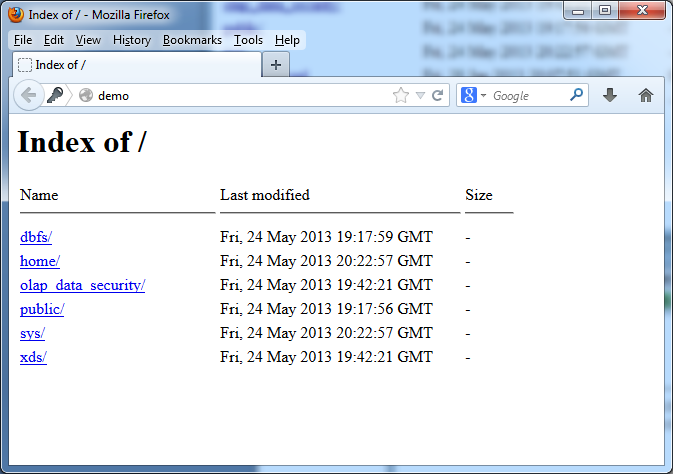 Index of / - Mozilla Firefox
File Edit View History Bookmarks Tools Help
Index of /
demo
Google
Index of /
Name Last modified Size
dbfs/ Fri, 24 May 2013 19:17:59 GMT -
home/ Fri, 24 May 2013 20:22:57 GMT -
olap_data_security/ Fri, 24 May 2013 19:42:21 GMT -
public/ Fri, 24 May 2013 19:17:56 GMT -
sys/ Fri, 24 May 2013 20:22:57 GMT -
xds/ Fri, 24 May 2013 19:42:21 GMT -